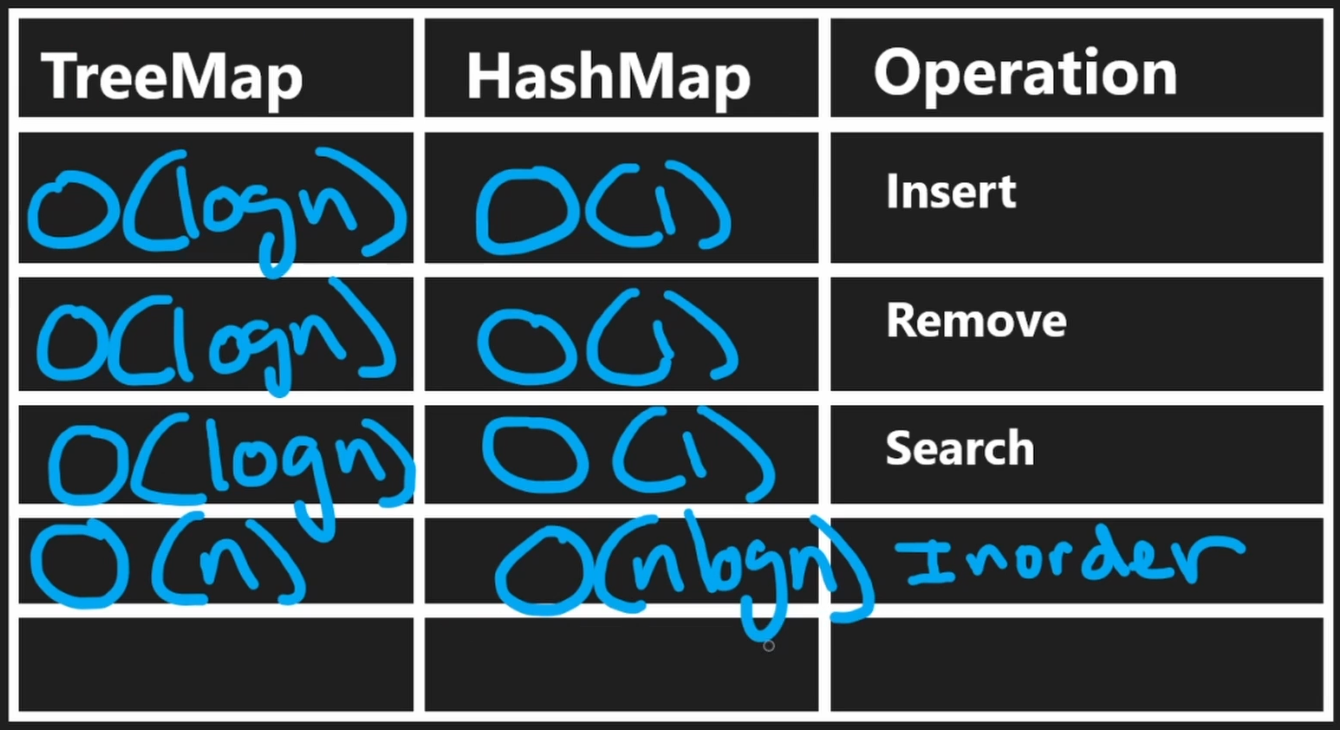 TreeMap HashMap Operation
O(logn) O(1) Insert
O(logn) O(1) Remove
O(logn) O(1) Search
O(n) O(nlogn) Inorder